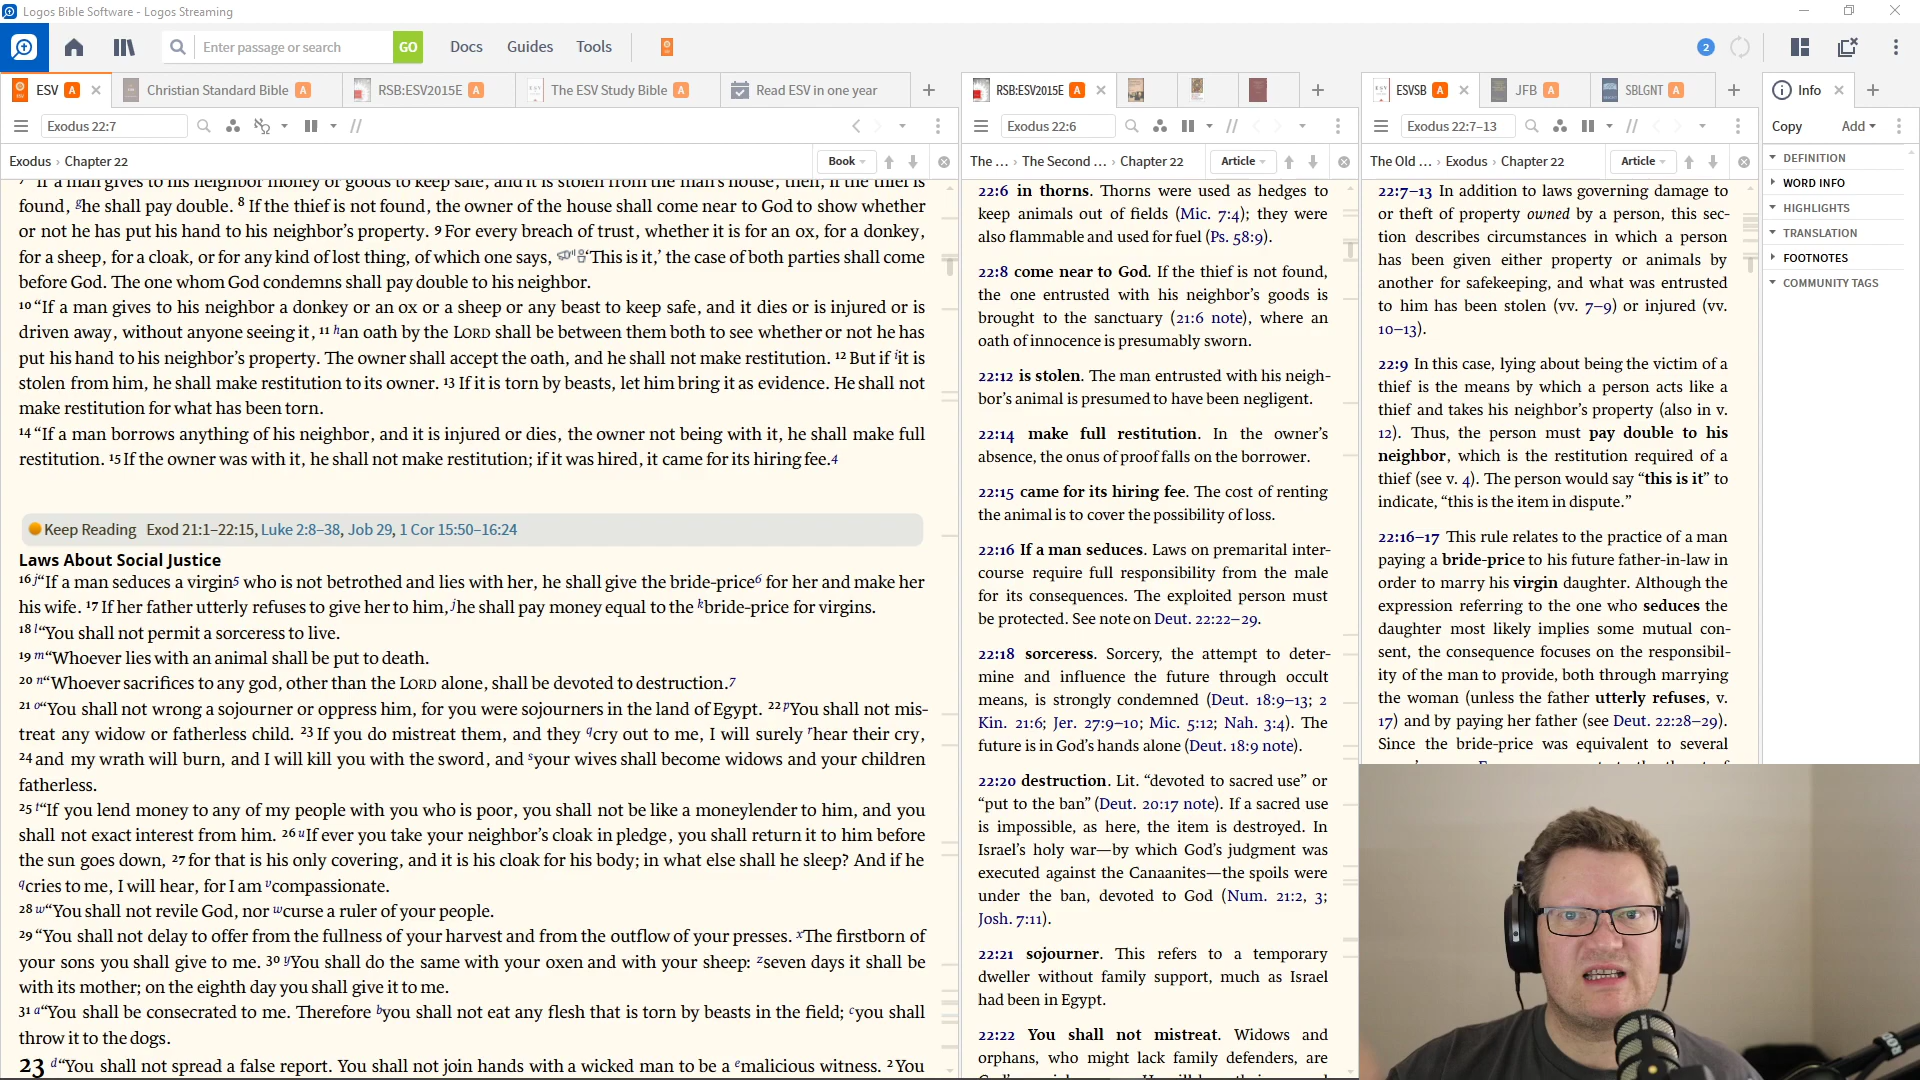 Logos Bible Software - Logos Streaming
Enter passage or search
GO
Docs
Guides
Tools
2
ESV A
Christian Standard Bible A
RSB:ESV2015E A
The ESV Study Bible A
Read ESV in one year
Exodus 22:7
Exodus › Chapter 22
Book
7 "If a man gives to his neighbor money or goods to keep safe, and it is stolen from the man's house, then, if the thief is
found, g he shall pay double. 8 If the thief is not found, the owner of the house shall come near to God to show whether
or not he has put his hand to his neighbor's property. 9 For every breach of trust, whether it is for an ox, for a donkey,
for a sheep, for a cloak, or for any kind of lost thing, of which one says, 'This is it,' the case of both parties shall come
before God. The one whom God condemns shall pay double to his neighbor.
10 "If a man gives to his neighbor a donkey or an ox or a sheep or any beast to keep safe, and it dies or is injured or is
driven away, without anyone seeing it, 11 h an oath by the LORD shall be between them both to see whether or not he has
put his hand to his neighbor's property. The owner shall accept the oath, and he shall not make restitution. 12 But if i it is
stolen from him, he shall make restitution to its owner. 13 If it is torn by beasts, let him bring it as evidence. He shall not
make restitution for what has been torn.
14 "If a man borrows anything of his neighbor, and it is injured or dies, the owner not being with it, he shall make full
restitution. 15 If the owner was with it, he shall not make restitution; if it was hired, it came for its hiring fee.4
Keep Reading Exod 21:1–22:15, Luke 2:8–38, Job 29, 1 Cor 15:50–16:24
Laws About Social Justice
16 j "If a man seduces a virgin5 who is not betrothed and lies with her, he shall give the bride-price6 for her and make her
his wife. 17 If her father utterly refuses to give her to him, j he shall pay money equal to the k bride-price for virgins.
18 l "You shall not permit a sorceress to live.
19 m "Whoever lies with an animal shall be put to death.
20 n "Whoever sacrifices to any god, other than the LORD alone, shall be devoted to destruction.7
21 o "You shall not wrong a sojourner or oppress him, for you were sojourners in the land of Egypt. 22 p You shall not mis-
treat any widow or fatherless child. 23 If you do mistreat them, and they q cry out to me, I will surely r hear their cry,
24 and my wrath will burn, and I will kill you with the sword, and s your wives shall become widows and your children
fatherless.
25 t "If you lend money to any of my people with you who is poor, you shall not be like a moneylender to him, and you
shall not exact interest from him. 26 u If ever you take your neighbor's cloak in pledge, you shall return it to him before
the sun goes down, 27 for that is his only covering, and it is his cloak for his body; in what else shall he sleep? And if he
q cries to me, I will hear, for I am v compassionate.
28 w "You shall not revile God, nor w curse a ruler of your people.
29 "You shall not delay to offer from the fullness of your harvest and from the outflow of your presses. x The firstborn of
your sons you shall give to me. 30 y You shall do the same with your oxen and with your sheep: z seven days it shall be
with its mother; on the eighth day you shall give it to me.
31 a "You shall be consecrated to me. Therefore b you shall not eat any flesh that is torn by beasts in the field; c you shall
throw it to the dogs.
23 d "You shall not spread a false report. You shall not join hands with a wicked man to be a e malicious witness. 2 You
RSB:ESV2015E A
Exodus 22:6
The ... › The Second ... › Chapter 22
Article
22:6 in thorns. Thorns were used as hedges to
keep animals out of fields (Mic. 7:4); they were
also flammable and used for fuel (Ps. 58:9).
22:8 come near to God. If the thief is not found,
the one entrusted with his neighbor's goods is
brought to the sanctuary (21:6 note), where an
oath of innocence is presumably sworn.
22:12 is stolen. The man entrusted with his neigh-
bor's animal is presumed to have been negligent.
22:14 make full restitution. In the owner's
absence, the onus of proof falls on the borrower.
22:15 came for its hiring fee. The cost of renting
the animal is to cover the possibility of loss.
22:16 If a man seduces. Laws on premarital inter-
course require full responsibility from the male
for its consequences. The exploited person must
be protected. See note on Deut. 22:22–29.
22:18 sorceress. Sorcery, the attempt to deter-
mine and influence the future through occult
means, is strongly condemned (Deut. 18:9–13; 2
Kin. 21:6; Jer. 27:9–10; Mic. 5:12; Nah. 3:4). The
future is in God's hands alone (Deut. 18:9 note).
22:20 destruction. Lit. "devoted to sacred use" or
"put to the ban" (Deut. 20:17 note). If a sacred use
is impossible, as here, the item is destroyed. In
Israel's holy war—by which God's judgment was
executed against the Canaanites—the spoils were
under the ban, devoted to God (Num. 21:2, 3;
Josh. 7:11).
22:21 sojourner. This refers to a temporary
dweller without family support, much as Israel
had been in Egypt.
22:22 You shall not mistreat. Widows and
orphans, who might lack family defenders, are
ESVSB A
JFB A
SBLGNT A
Exodus 22:7–13
The Old ... › Exodus › Chapter 22
Article
22:7–13 In addition to laws governing damage to
or theft of property owned by a person, this sec-
tion describes circumstances in which a person
has been given either property or animals by
another for safekeeping, and what was entrusted
to him has been stolen (vv. 7–9) or injured (vv.
10–13).
22:9 In this case, lying about being the victim of a
thief is the means by which a person acts like a
thief and takes his neighbor's property (also in v.
12). Thus, the person must pay double to his
neighbor, which is the restitution required of a
thief (see v. 4). The person would say "this is it" to
indicate, "this is the item in dispute."
22:16–17 This rule relates to the practice of a man
paying a bride-price to his future father-in-law in
order to marry his virgin daughter. Although the
expression referring to the one who seduces the
daughter most likely implies some mutual con-
sent, the consequence focuses on the responsibil-
ity of the man to provide, both through marrying
the woman (unless the father utterly refuses, v.
17) and by paying her father (see Deut. 22:28–29).
Since the bride-price was equivalent to several
Info
Copy
Add
DEFINITION
WORD INFO
HIGHLIGHTS
TRANSLATION
FOOTNOTES
COMMUNITY TAGS